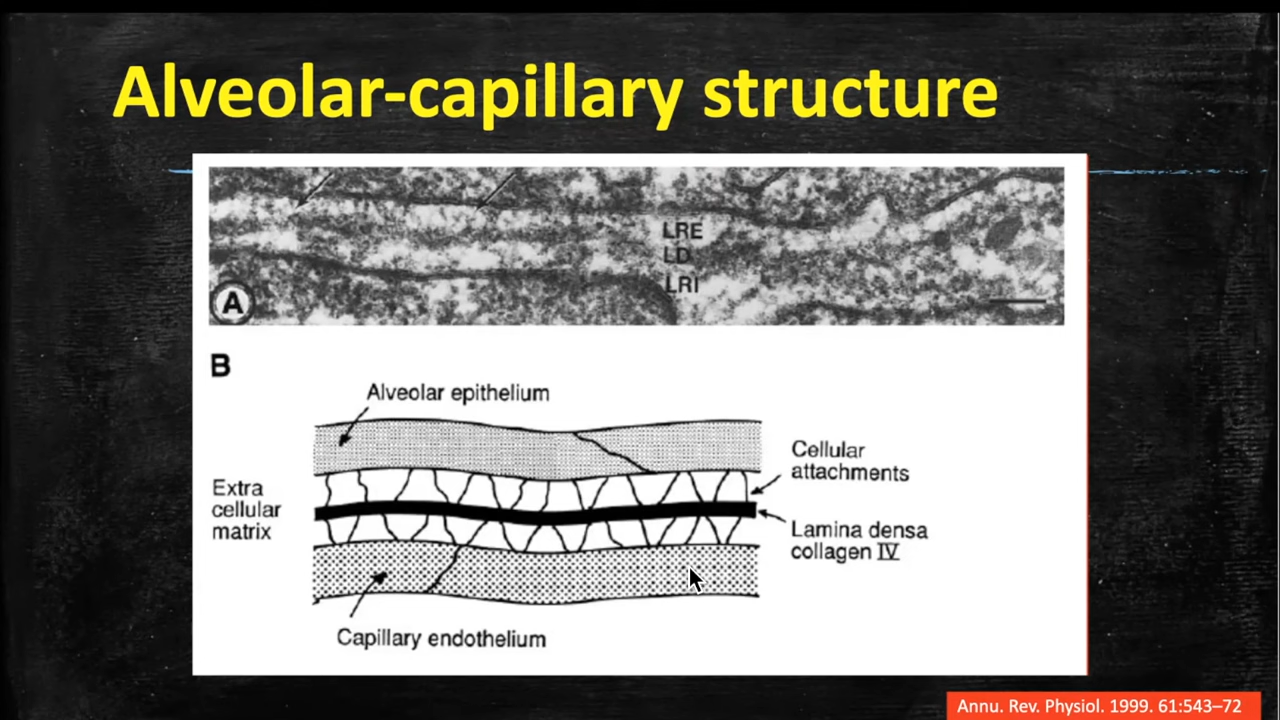 Alveolar-capillary structure
LRE
LD
LRI
A
B
Alveolar epithelium
Cellular
attachments
Extra
cellular
matrix
Lamina densa
collagen IV
Capillary endothelium
Annu. Rev. Physiol. 1999. 61:543–72